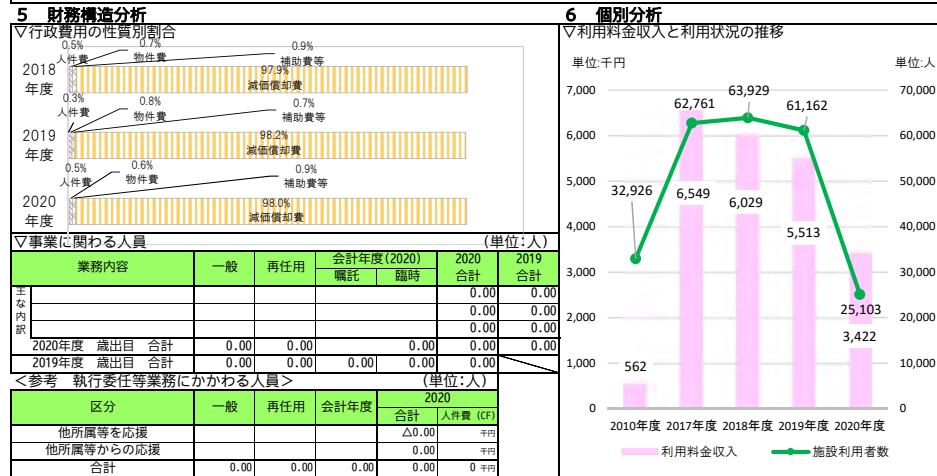 ５　財務構造分析
▽行政費用の性質別割合
0.5%
0.7%
0.9%
人件費
物件費
補助費等
2018
年度
97.9%
減価償却費
0.3%
0.8%
0.7%
人件費
物件費
補助費等
2019
年度
98.2%
減価償却費
0.5%
0.6%
0.9%
人件費
物件費
補助費等
2020
年度
98.0%
減価償却費
▽事業に関わる人員　(単位:人)
業務内容　一般　再任用　会計年度(2020)　2020　2019
嘱託　臨時　合計　合計
主な内訳
0.00　0.00
0.00　0.00
0.00　0.00
2020年度　歳出目　合計　0.00　0.00　0.00　0.00　0.00
2019年度　歳出目　合計　0.00　0.00　0.00　0.00　0.00
＜参考　執行委任等業務にかかわる人員＞　(単位:人)
区分　一般　再任用　会計年度　2020
合計　人件費 (CF)
他所属等を応援　△0.00　千円
他所属等からの応援　0.00　千円
合計　0.00　0.00　0.00　0.00　0 千円
６　個別分析
▽利用料金収入と利用状況の推移
単位:千円　単位:人
7,000　70,000
6,000　60,000
5,000　50,000
4,000　40,000
3,000　30,000
2,000　20,000
1,000　10,000
0　0
32,926
62,761
63,929
61,162
25,103
562
6,549
6,029
5,513
3,422
2010年度　2017年度　2018年度　2019年度　2020年度
利用料金収入　施設利用者数